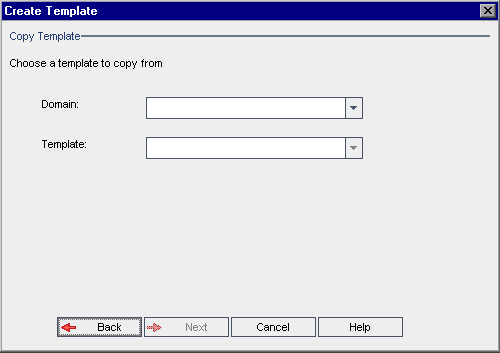 Create Template
Copy Template
Choose a template to copy from
Domain:
Template:
Back Next Cancel Help